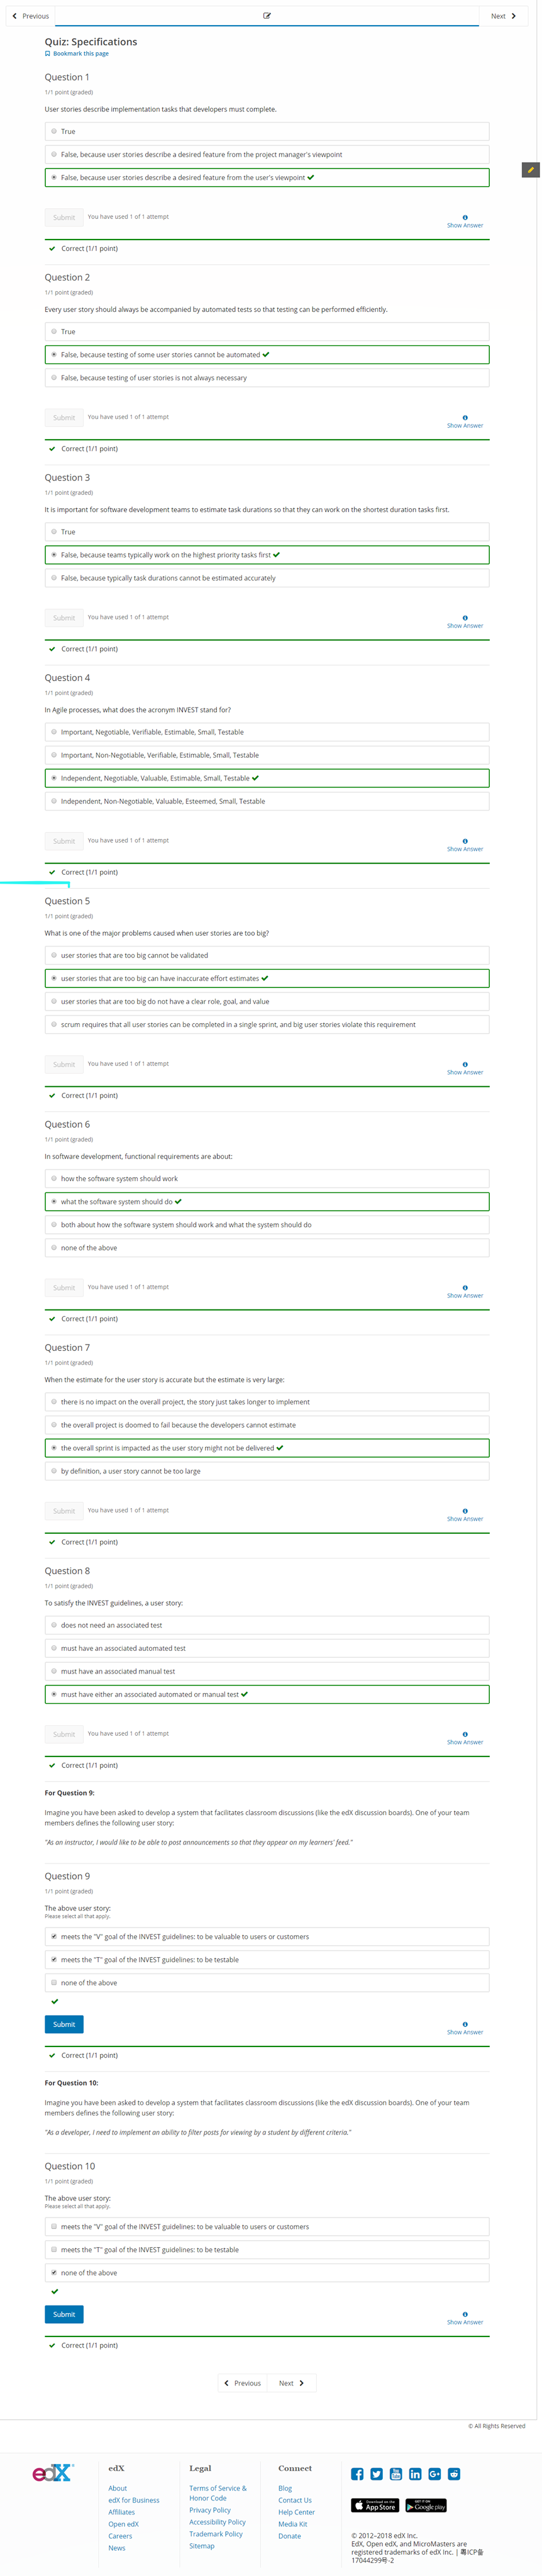 Previous
Next
Quiz: Specifications
Bookmark this page
Question 1
1/1 point (graded)
User stories describe implementation tasks that developers must complete.
True
False, because user stories describe a desired feature from the project manager's viewpoint
False, because user stories describe a desired feature from the user's viewpoint
Submit
You have used 1 of 1 attempt
Show Answer
Correct (1/1 point)
Question 2
1/1 point (graded)
Every user story should always be accompanied by automated tests so that testing can be performed efficiently.
True
False, because testing of some user stories cannot be automated
False, because testing of user stories is not always necessary
Submit
You have used 1 of 1 attempt
Show Answer
Correct (1/1 point)
Question 3
1/1 point (graded)
It is important for software development teams to estimate task durations so that they can work on the shortest duration tasks first.
True
False, because teams typically work on the highest priority tasks first
False, because typically task durations cannot be estimated accurately
Submit
You have used 1 of 1 attempt
Show Answer
Correct (1/1 point)
Question 4
1/1 point (graded)
In Agile processes, what does the acronym INVEST stand for?
Important, Negotiable, Verifiable, Estimable, Small, Testable
Important, Non-Negotiable, Verifiable, Estimable, Small, Testable
Independent, Negotiable, Valuable, Estimable, Small, Testable
Independent, Non-Negotiable, Valuable, Esteemed, Small, Testable
Submit
You have used 1 of 1 attempt
Show Answer
Correct (1/1 point)
Question 5
1/1 point (graded)
What is one of the major problems caused when user stories are too big?
user stories that are too big cannot be validated
user stories that are too big can have inaccurate effort estimates
user stories that are too big do not have a clear role, goal, and value
scrum requires that all user stories can be completed in a single sprint, and big user stories violate this requirement
Submit
You have used 1 of 1 attempt
Show Answer
Correct (1/1 point)
Question 6
1/1 point (graded)
In software development, functional requirements are about:
how the software system should work
what the software system should do
both about how the software system should work and what the system should do
none of the above
Submit
You have used 1 of 1 attempt
Show Answer
Correct (1/1 point)
Question 7
1/1 point (graded)
When the estimate for the user story is accurate but the estimate is very large:
there is no impact on the overall project, the story just takes longer to implement
the overall project is doomed to fail because the developers cannot estimate
the overall sprint is impacted as the user story might not be delivered
by definition, a user story cannot be too large
Submit
You have used 1 of 1 attempt
Show Answer
Correct (1/1 point)
Question 8
1/1 point (graded)
To satisfy the INVEST guidelines, a user story:
does not need an associated test
must have an associated automated test
must have an associated manual test
must have either an associated automated or manual test
Submit
You have used 1 of 1 attempt
Show Answer
Correct (1/1 point)
For Question 9:
Imagine you have been asked to develop a system that facilitates classroom discussions (like the edX discussion boards). One of your team
members defines the following user story:
"As an instructor, I would like to be able to post announcements so that they appear on my learners' feed."
Question 9
1/1 point (graded)
The above user story:
Please select all that apply.
meets the "V" goal of the INVEST guidelines: to be valuable to users or customers
meets the "T" goal of the INVEST guidelines: to be testable
none of the above
Submit
Show Answer
Correct (1/1 point)
For Question 10:
Imagine you have been asked to develop a system that facilitates classroom discussions (like the edX discussion boards). One of your team
members defines the following user story:
"As a developer, I need to implement an ability to filter posts for viewing by a student by different criteria."
Question 10
1/1 point (graded)
The above user story:
Please select all that apply.
meets the "V" goal of the INVEST guidelines: to be valuable to users or customers
meets the "T" goal of the INVEST guidelines: to be testable
none of the above
Submit
Show Answer
Correct (1/1 point)
Previous
Next
© All Rights Reserved
edX
edX
About
edX for Business
Affiliates
Open edX
Careers
News
Legal
Terms of Service &
Honor Code
Privacy Policy
Accessibility Policy
Trademark Policy
Sitemap
Connect
Blog
Contact Us
Help Center
Media Kit
Donate
App Store
Google play
© 2012–2018 edX Inc.
EdX, Open edX, and MicroMasters are
registered trademarks of edX Inc. | 粤ICP备
17044299号-2